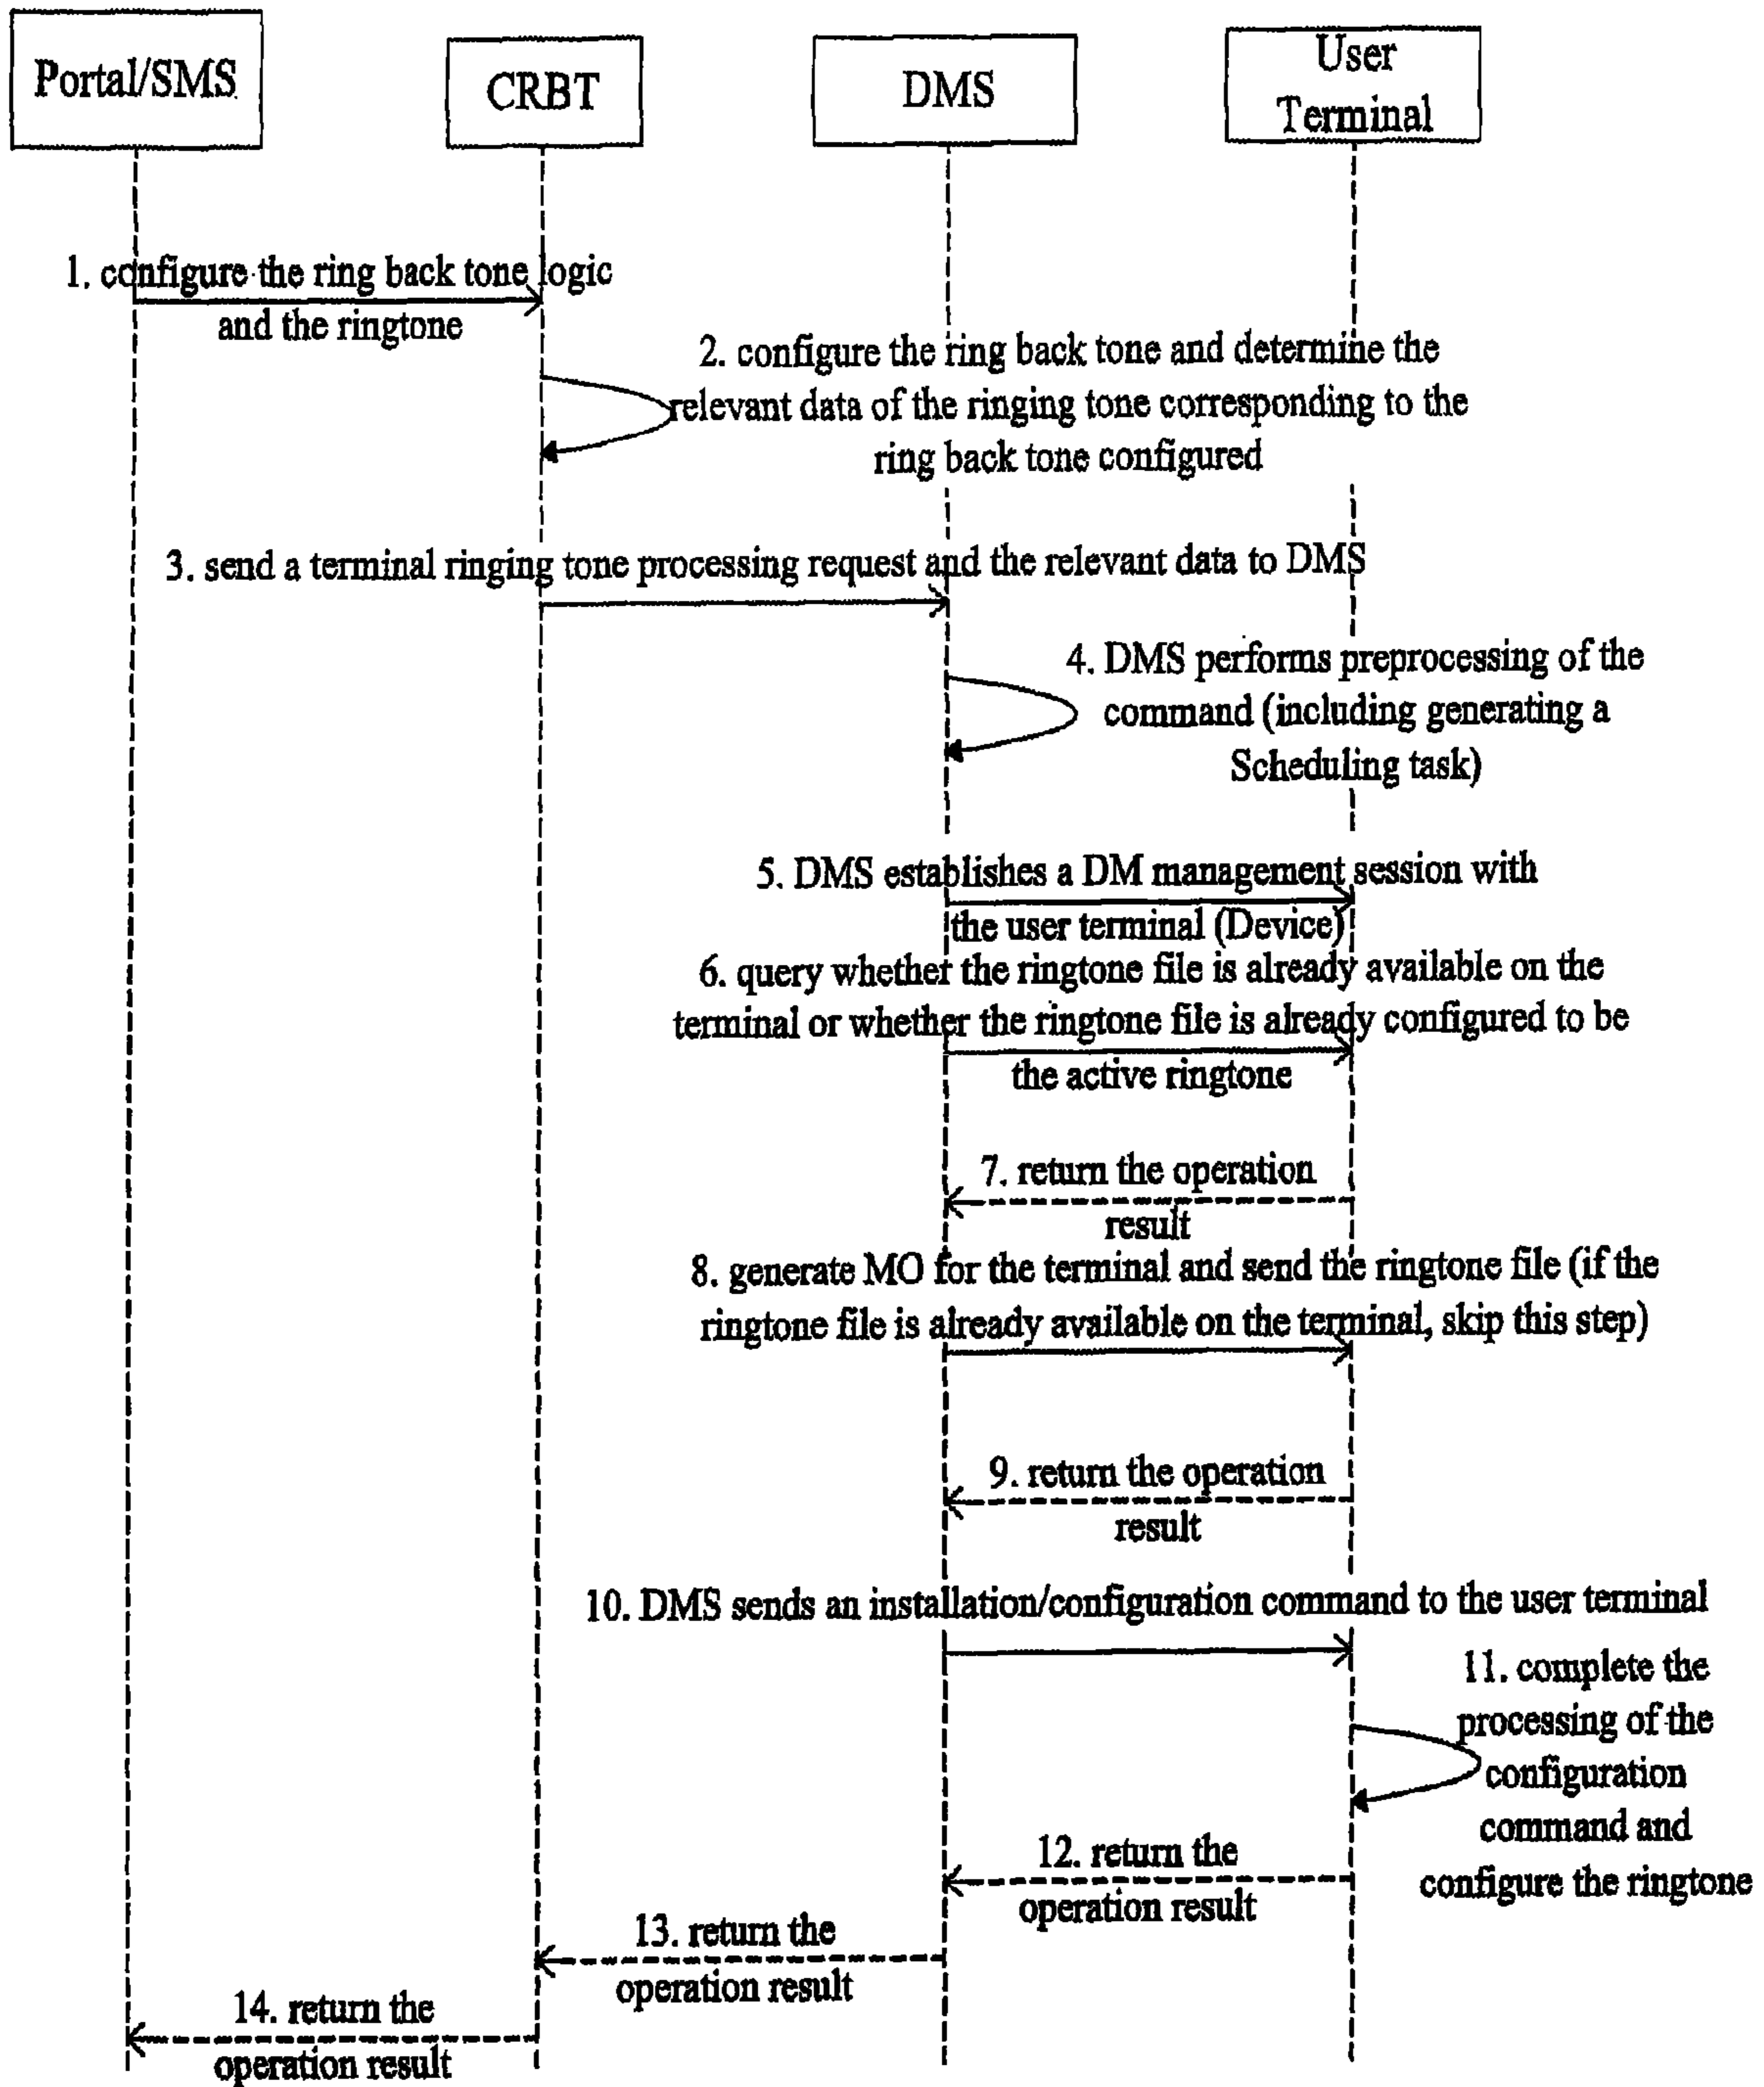 Portal/SMS
CRBT
DMS
User
Terminal
1. configure the ring back tone logic
and the ringtone
2. configure the ring back tone and determine the
relevant data of the ringing tone corresponding to the
ring back tone configured
3. send a terminal ringing tone processing request and the relevant data to DMS
4. DMS performs preprocessing of the
command (including generating a
Scheduling task)
5. DMS establishes a DM management session with
the user terminal (Device)
6. query whether the ringtone file is already available on the
terminal or whether the ringtone file is already configured to be
the active ringtone
7. return the operation
result
8. generate MO for the terminal and send the ringtone file (if the
ringtone file is already available on the terminal, skip this step)
9. return the operation
result
10. DMS sends an installation/configuration command to the user terminal
11. complete the
processing of the
configuration
command and
configure the ringtone
12. return the
operation result
13. return the
operation result
14. return the
operation result